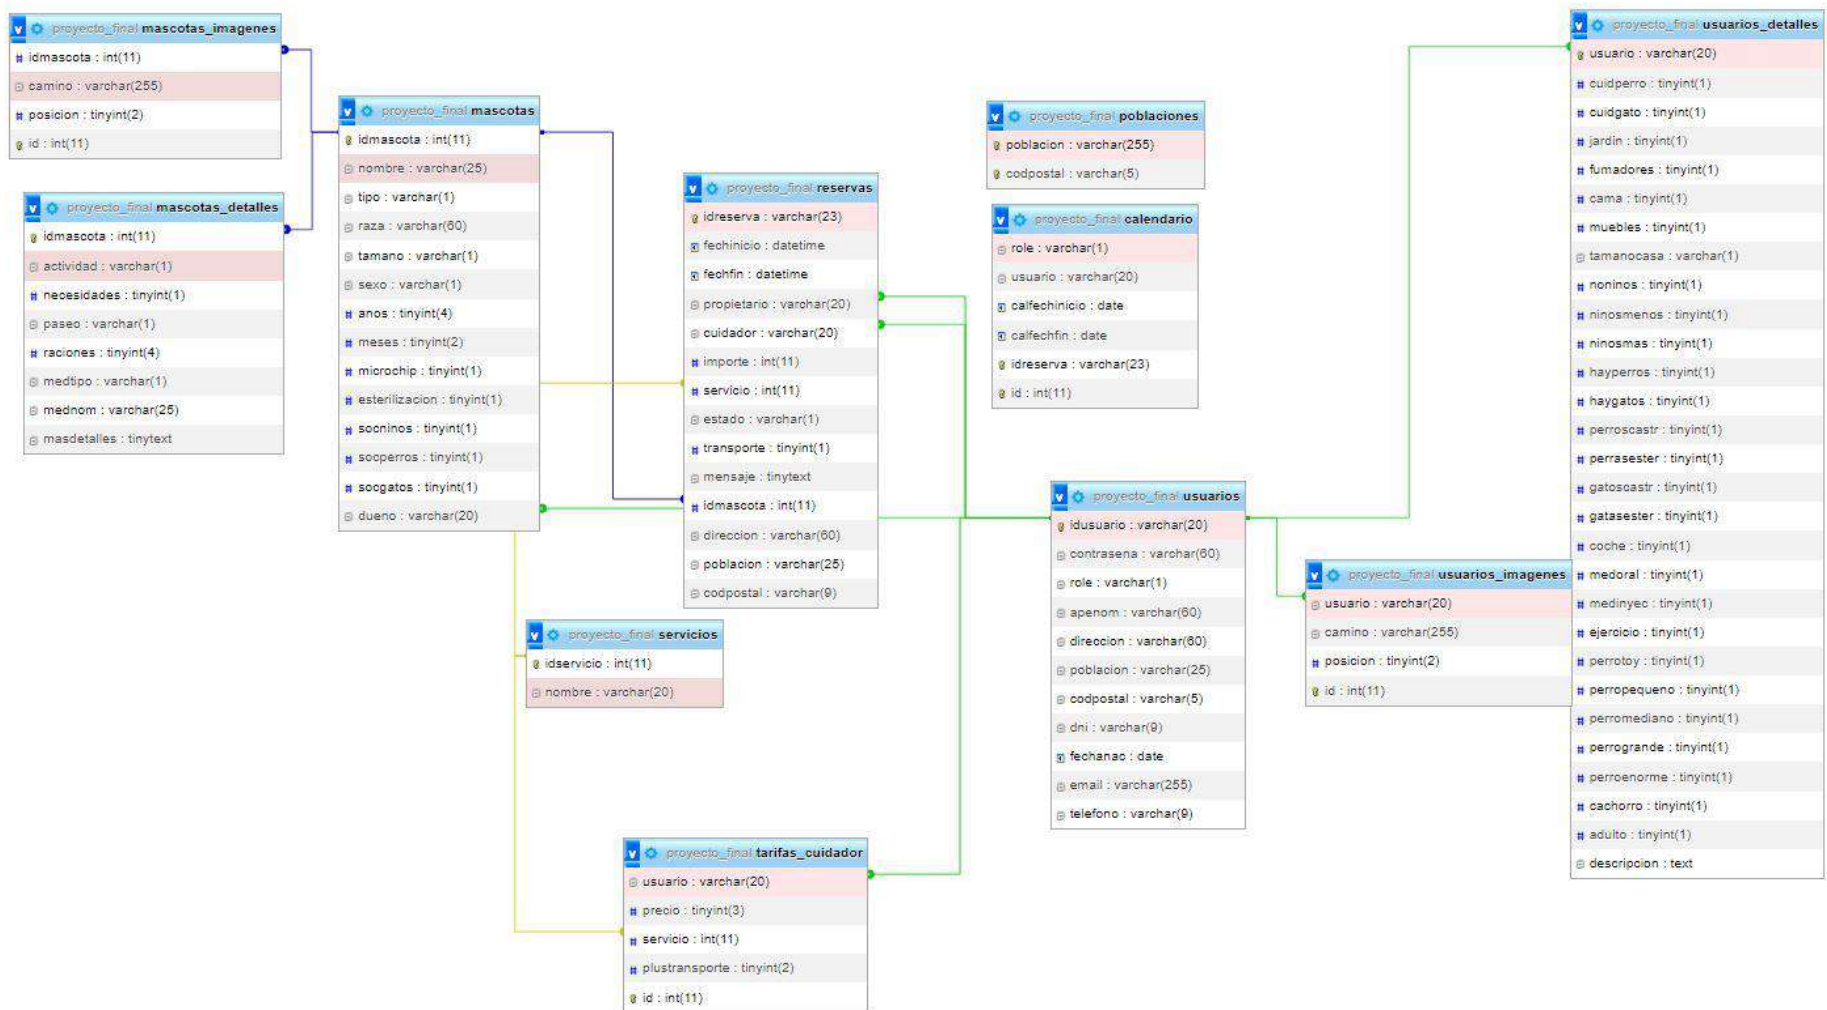 proyecto_final mascotas_imagenes
idmascota : int(11)
camino : varchar(255)
posicion : tinyint(2)
id : int(11)
proyecto_final mascotas_detalles
idmascota : int(11)
actividad : varchar(1)
necesidades : tinyint(1)
paseo : varchar(1)
raciones : tinyint(4)
medtipo : varchar(1)
mednom : varchar(25)
masdetalles : tinytext
proyecto_final mascotas
idmascota : int(11)
nombre : varchar(25)
tipo : varchar(1)
raza : varchar(60)
tamano : varchar(1)
sexo : varchar(1)
anos : tinyint(4)
meses : tinyint(2)
microchip : tinyint(1)
esterilizacion : tinyint(1)
socninos : tinyint(1)
socperros : tinyint(1)
socgatos : tinyint(1)
dueno : varchar(20)
proyecto_final reservas
idreserva : varchar(23)
fechinicio : datetime
fechfin : datetime
propietario : varchar(20)
cuidador : varchar(20)
importe : int(11)
servicio : int(11)
estado : varchar(1)
transporte : tinyint(1)
mensaje : tinytext
idmascota : int(11)
direccion : varchar(60)
poblacion : varchar(25)
codpostal : varchar(9)
proyecto_final servicios
idservicio : int(11)
nombre : varchar(20)
proyecto_final tarifas_cuidador
usuario : varchar(20)
precio : tinyint(3)
servicio : int(11)
plustransporte : tinyint(2)
id : int(11)
proyecto_final poblaciones
poblacion : varchar(255)
codpostal : varchar(5)
proyecto_final calendario
role : varchar(1)
usuario : varchar(20)
calfechinicio : date
calfechfin : date
idreserva : varchar(23)
id : int(11)
proyecto_final usuarios
idusuario : varchar(20)
contrasena : varchar(60)
role : varchar(1)
apenom : varchar(60)
direccion : varchar(60)
poblacion : varchar(25)
codpostal : varchar(5)
dni : varchar(9)
fechanac : date
email : varchar(255)
telefono : varchar(9)
proyecto_final usuarios_imagenes
usuario : varchar(20)
camino : varchar(255)
posicion : tinyint(2)
id : int(11)
proyecto_final usuarios_detalles
usuario : varchar(20)
cuidperro : tinyint(1)
cuidgato : tinyint(1)
jardin : tinyint(1)
fumadores : tinyint(1)
cama : tinyint(1)
muebles : tinyint(1)
tamanocasa : varchar(1)
noninos : tinyint(1)
ninosmenos : tinyint(1)
ninosmas : tinyint(1)
hayperros : tinyint(1)
haygatos : tinyint(1)
perroscastr : tinyint(1)
perrasester : tinyint(1)
gatoscastr : tinyint(1)
gatasester : tinyint(1)
coche : tinyint(1)
medoral : tinyint(1)
medinyec : tinyint(1)
ejercicio : tinyint(1)
perrotoy : tinyint(1)
perropequeno : tinyint(1)
perromediano : tinyint(1)
perrogrande : tinyint(1)
perroenorme : tinyint(1)
cachorro : tinyint(1)
adulto : tinyint(1)
descripcion : text